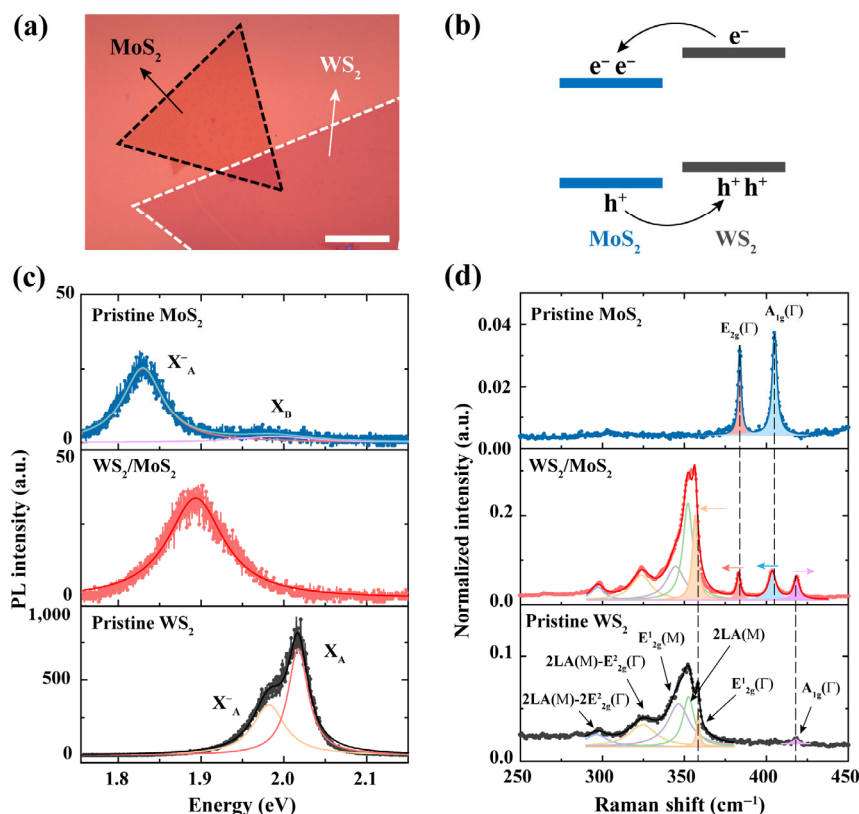 (a)
MoS₂
WS₂
(b)
e⁻
e⁻ e⁻
h⁺
h⁺ h⁺
MoS₂
WS₂
(c)
50
Pristine MoS₂
X⁻A
XB
0
50
WS₂/MoS₂
0
1,000
Pristine WS₂
XA
X⁻A
500
0
PL intensity (a.u.)
1.8 1.9 2.0 2.1
Energy (eV)
(d)
Pristine MoS₂
E₂g(Γ)
A₁g(Γ)
0.04
0.02
0.00
WS₂/MoS₂
0.2
0.0
Pristine WS₂
E¹₂g(M)
2LA(M)
2LA(M)-E²₂g(Γ)
E¹₂g(Γ)
2LA(M)-2E²₂g(Γ)
A₁g(Γ)
0.1
0.0
Normalized intensity (a.u.)
250 300 350 400 450
Raman shift (cm⁻¹)